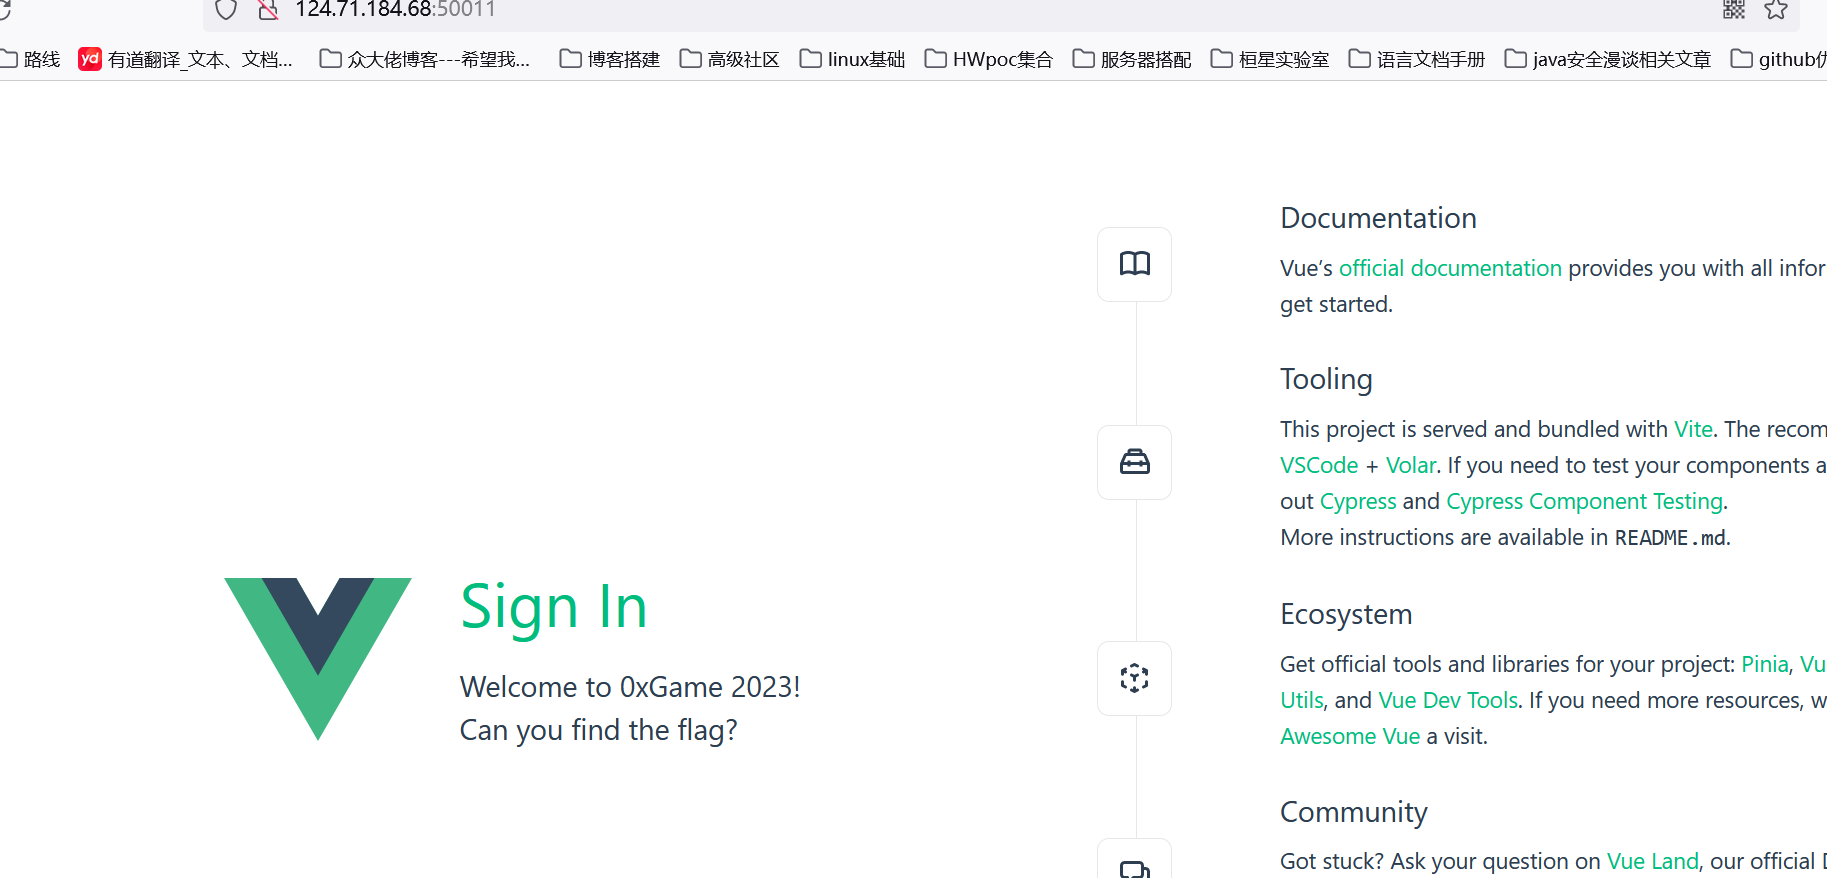 124.71.184.68:50011
路线 yd 有道翻译_文本、文档... 众大佬博客---希望我... 博客搭建 高级社区 linux基础 HWpoc集合 服务器搭配 桓星实验室 语言文档手册 java安全漫谈相关文章 github优
Documentation
Vue’s official documentation provides you with all infor
get started.
Tooling
This project is served and bundled with Vite. The recom
VSCode + Volar. If you need to test your components a
out Cypress and Cypress Component Testing.
More instructions are available in README.md.
Sign In
Welcome to 0xGame 2023!
Can you find the flag?
Ecosystem
Get official tools and libraries for your project: Pinia, Vu
Utils, and Vue Dev Tools. If you need more resources, w
Awesome Vue a visit.
Community
Got stuck? Ask your question on Vue Land, our official D